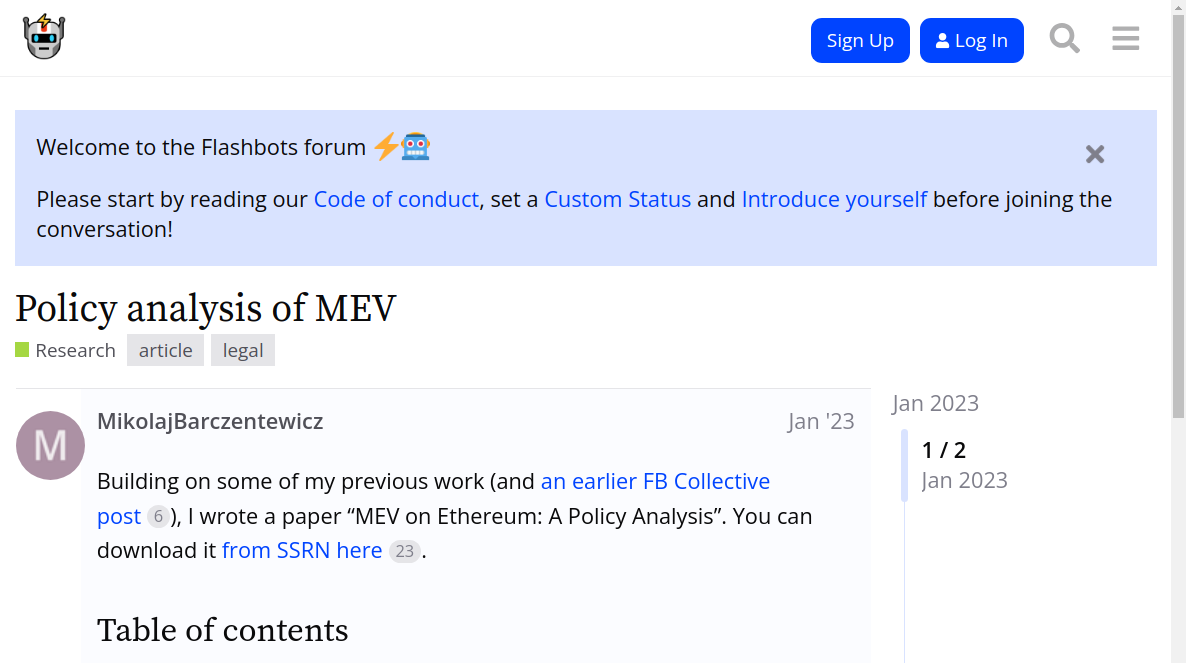 Sign Up
Log In
Welcome to the Flashbots forum ⚡🤖
Please start by reading our Code of conduct, set a Custom Status and Introduce yourself before joining the
conversation!
Policy analysis of MEV
Research article legal
MikolajBarczentewicz Jan '23
M
Building on some of my previous work (and an earlier FB Collective
post 6), I wrote a paper “MEV on Ethereum: A Policy Analysis”. You can
download it from SSRN here 23.
Table of contents
Jan 2023
1 / 2
Jan 2023